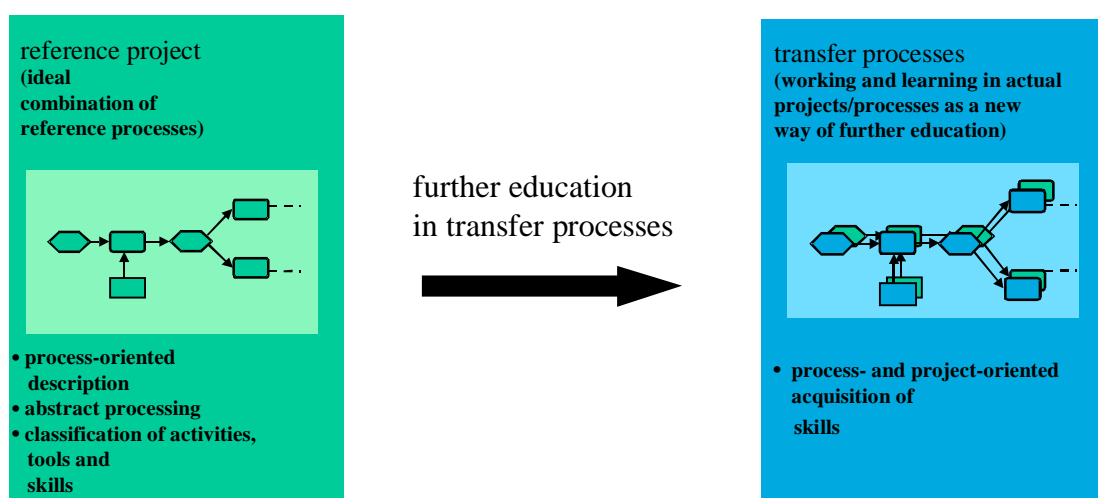 reference project
(ideal
combination of
reference processes)
• process-oriented
description
• abstract processing
• classification of activities,
tools and
skills
further education
in transfer processes
transfer processes
(working and learning in actual
projects/processes as a new
way of further education)
• process- and project-oriented
acquisition of
skills